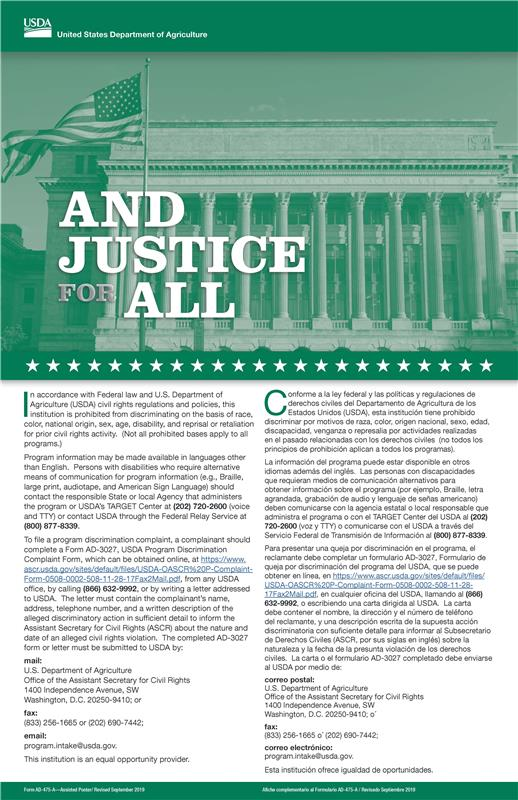 USDA
United States Department of Agriculture
AND
JUSTICE
FOR ALL
In accordance with Federal law and U.S. Department of
Agriculture (USDA) civil rights regulations and policies, this
institution is prohibited from discriminating on the basis of race,
color, national origin, sex, age, disability, and reprisal or retaliation
for prior civil rights activity. (Not all prohibited bases apply to all
programs.)
Program information may be made available in languages other
than English. Persons with disabilities who require alternative
means of communication for program information (e.g., Braille,
large print, audiotape, and American Sign Language) should
contact the responsible State or local Agency that administers
the program or USDA's TARGET Center at (202) 720-2600 (voice
and TTY) or contact USDA through the Federal Relay Service at
(800) 877-8339.
To file a program discrimination complaint, a complainant should
complete a Form AD-3027, USDA Program Discrimination
Complaint Form, which can be obtained online, at https://www.
ascr.usda.gov/sites/default/files/USDA-OASCR%20P-Complaint-
Form-0508-0002-508-11-28-17Fax2Mail.pdf, from any USDA
office, by calling (866) 632-9992, or by writing a letter addressed
to USDA. The letter must contain the complainant's name,
address, telephone number, and a written description of the
alleged discriminatory action in sufficient detail to inform the
Assistant Secretary for Civil Rights (ASCR) about the nature and
date of an alleged civil rights violation. The completed AD-3027
form or letter must be submitted to USDA by:
mail:
U.S. Department of Agriculture
Office of the Assistant Secretary for Civil Rights
1400 Independence Avenue, SW
Washington, D.C. 20250-9410; or
fax:
(833) 256-1665 or (202) 690-7442;
email:
program.intake@usda.gov.
This institution is an equal opportunity provider.
Conforme a la ley federal y las políticas y regulaciones de
derechos civiles del Departamento de Agricultura de los
Estados Unidos (USDA), esta institución tiene prohibido
discriminar por motivos de raza, color, origen nacional, sexo, edad,
discapacidad, venganza o represalia por actividades realizadas
en el pasado relacionadas con los derechos civiles (no todos los
principios de prohibición aplican a todos los programas).
La información del programa puede estar disponible en otros
idiomas además del inglés. Las personas con discapacidades
que requieran medios de comunicación alternativos para
obtener información sobre el programa (por ejemplo, Braille, letra
agrandada, grabación de audio y lenguaje de señas americano)
deben comunicarse con la agencia estatal o local responsable que
administra el programa o con el TARGET Center del USDA al (202)
720-2600 (voz y TTY) o comunicarse con el USDA a través del
Servicio Federal de Transmisión de Información al (800) 877-8339.
Para presentar una queja por discriminación en el programa, el
reclamante debe completar un formulario AD-3027, Formulario de
queja por discriminación del programa del USDA, que se puede
obtener en línea, en https://www.ascr.usda.gov/sites/default/files/
USDA-OASCR%20P-Complaint-Form-0508-0002-508-11-28-
17Fax2Mail.pdf, en cualquier oficina del USDA, llamando al (866)
632-9992, o escribiendo una carta dirigida al USDA. La carta
debe contener el nombre, la dirección y el número de teléfono
del reclamante, y una descripción escrita de la supuesta acción
discriminatoria con suficiente detalle para informar al Subsecretario
de Derechos Civiles (ASCR, por sus siglas en inglés) sobre la
naturaleza y la fecha de la presunta violación de los derechos
civiles. La carta o el formulario AD-3027 completado debe enviarse
al USDA por medio de:
correo postal:
U.S. Department of Agriculture
Office of the Assistant Secretary for Civil Rights
1400 Independence Avenue, SW
Washington, D.C. 20250-9410; o´
fax:
(833) 256-1665 o´ (202) 690-7442;
correo electrónico:
program.intake@usda.gov.
Esta institución ofrece igualdad de oportunidades.
Form AD-475-A—Assisted Poster/ Revised September 2019
Afiche complementario al Formulario AD-475-A / Revisado Septiembre 2019